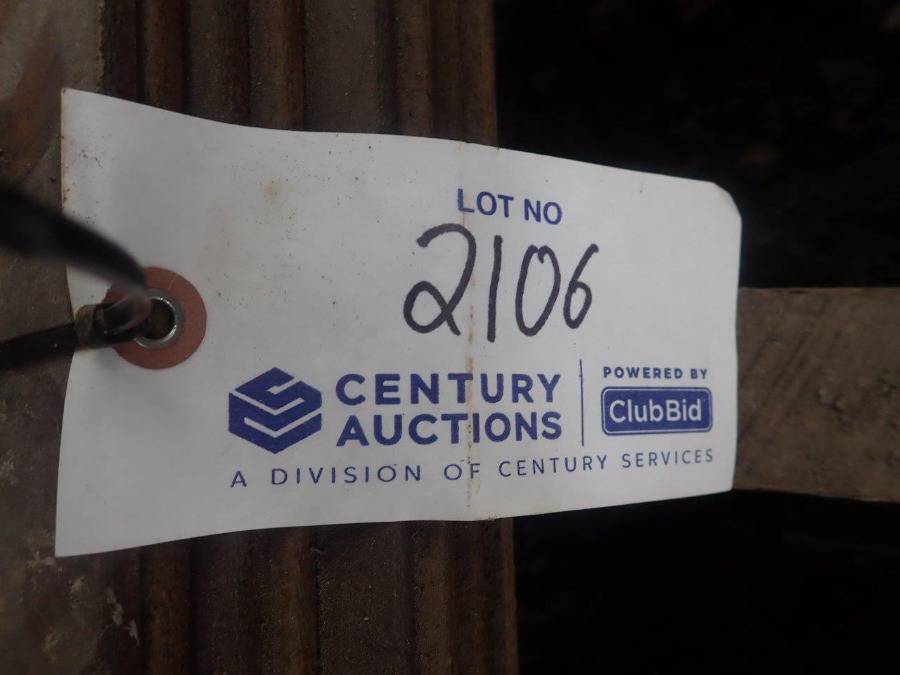 LOT NO
2106
CENTURY
AUCTIONS
POWERED BY
ClubBid
A DIVISION OF CENTURY SERVICES